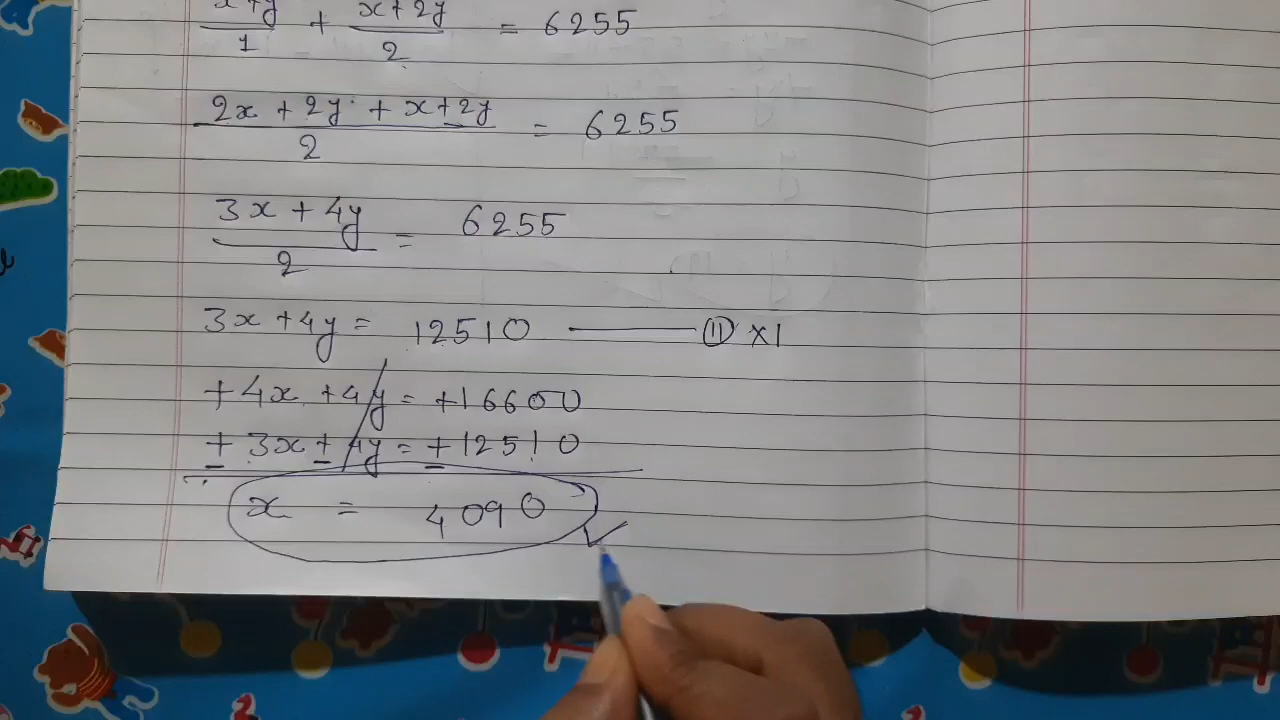 x+y/1 + x+2y/2 = 6255
2x + 2y + x+2y/2 = 6255
3x + 4y/2 = 6255
3x + 4y = 12510 —— (II) ×1
+4x +4y = +16600
± 3x ± 4y = ± 12510
x = 4090